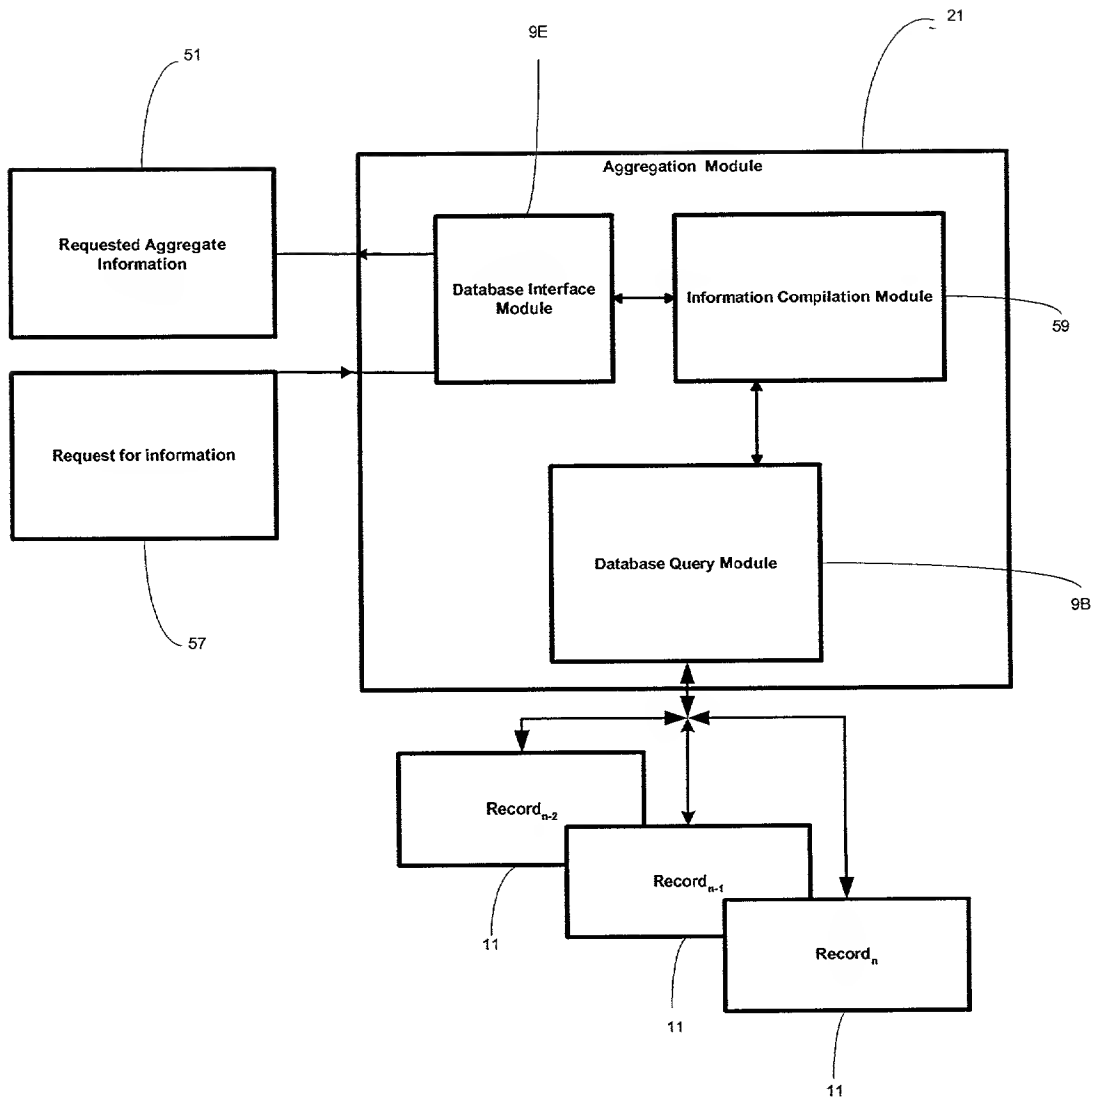 21
9E
51
Aggregation Module
Requested Aggregate
Information
Database Interface
Module
Information Compilation Module
59
Request for information
Database Query Module
9B
57
Recordn-2
Recordn-1
Recordn
11
11
11